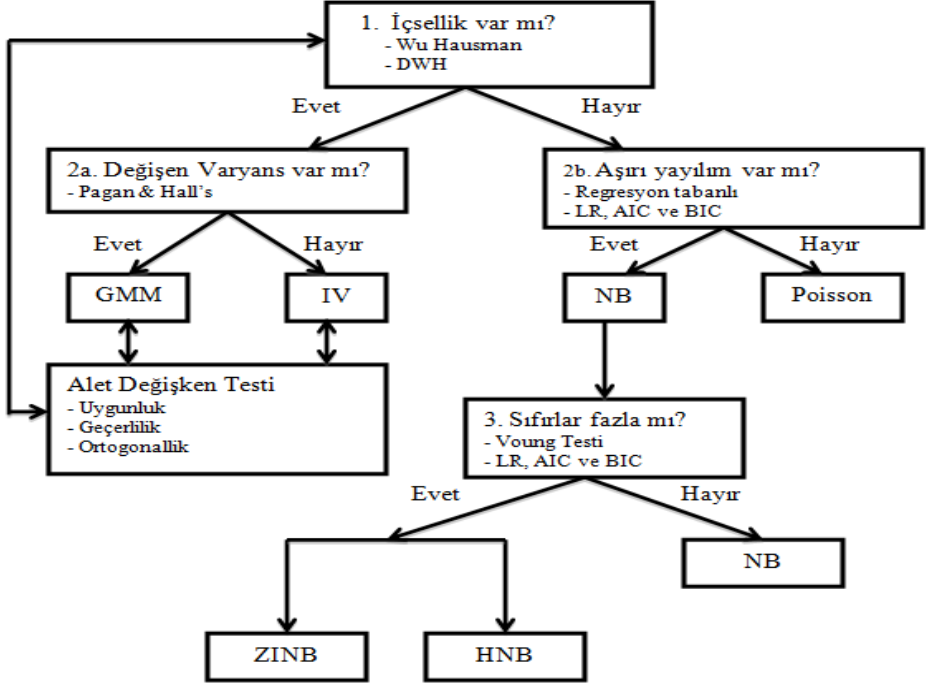 1. İçsellik var mı?
- Wu Hausman
- DWH
Evet
Hayır
2a. Değişen Varyans var mı?
- Pagan & Hall's
2b. Aşırı yayılım var mı?
- Regresyon tabanlı
- LR, AIC ve BIC
Evet
Hayır
Evet
Hayır
GMM
IV
NB
Poisson
Alet Değişken Testi
- Uygunluk
- Geçerlilik
- Ortogonallik
3. Sıfırlar fazla mı?
- Voung Testi
- LR, AIC ve BIC
Evet
Hayır
NB
ZINB
HNB